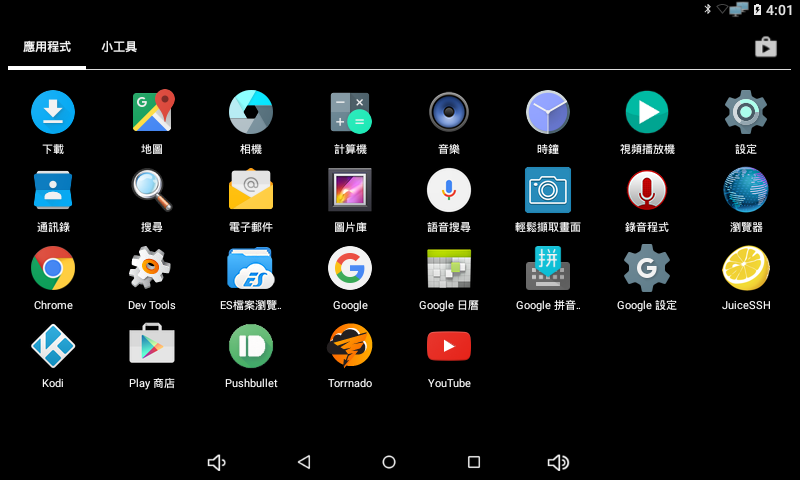 4:01
應用程式 小工具
下載 地圖 相機 計算機 音樂 時鐘 視頻播放機 設定
通訊錄 搜尋 電子郵件 圖片庫 語音搜尋 輕鬆擷取畫面 錄音程式 瀏覽器
Chrome Dev Tools ES檔案瀏覽.. Google Google 日曆 Google 拼音.. Google 設定 JuiceSSH
Kodi Play 商店 Pushbullet Torrnado YouTube